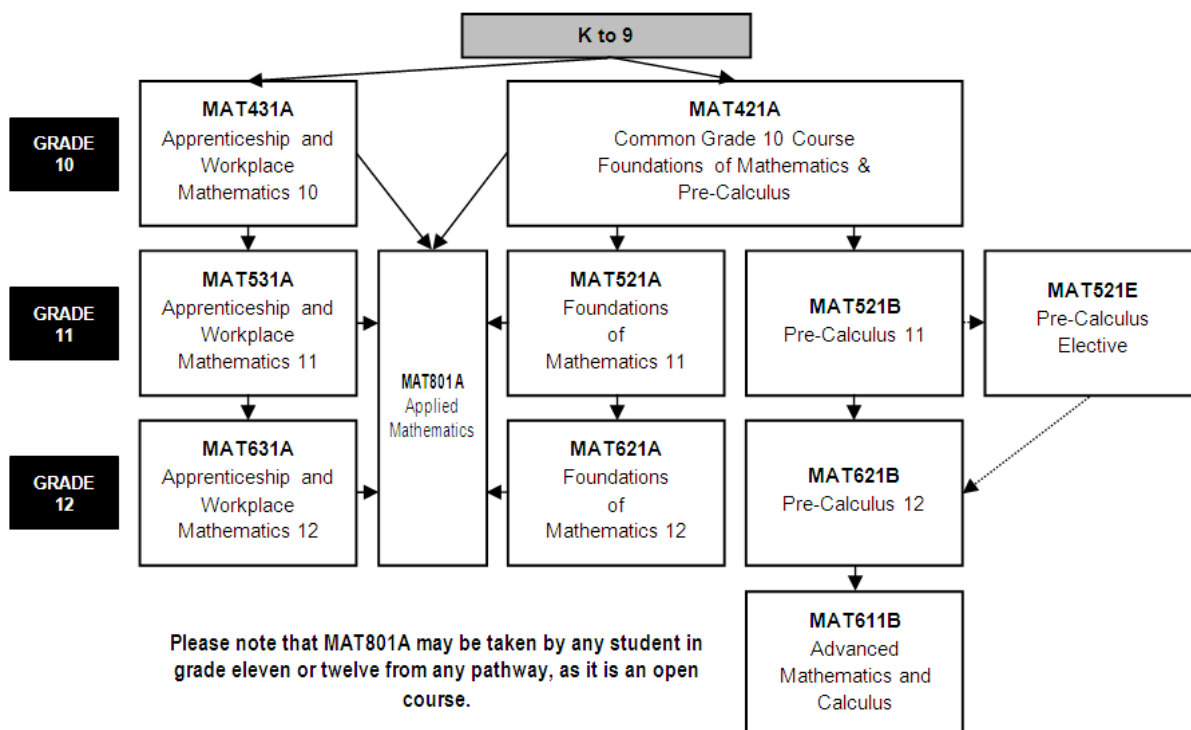 K to 9
GRADE
10
MAT431A
Apprenticeship and
Workplace
Mathematics 10
MAT421A
Common Grade 10 Course
Foundations of Mathematics &
Pre-Calculus
GRADE
11
MAT531A
Apprenticeship and
Workplace
Mathematics 11
MAT801A
Applied
Mathematics
MAT521A
Foundations
of
Mathematics 11
MAT521B
Pre-Calculus 11
MAT521E
Pre-Calculus
Elective
GRADE
12
MAT631A
Apprenticeship and
Workplace
Mathematics 12
MAT621A
Foundations
of
Mathematics 12
MAT621B
Pre-Calculus 12
MAT611B
Advanced
Mathematics and
Calculus
Please note that MAT801A may be taken by any student in
grade eleven or twelve from any pathway, as it is an open
course.